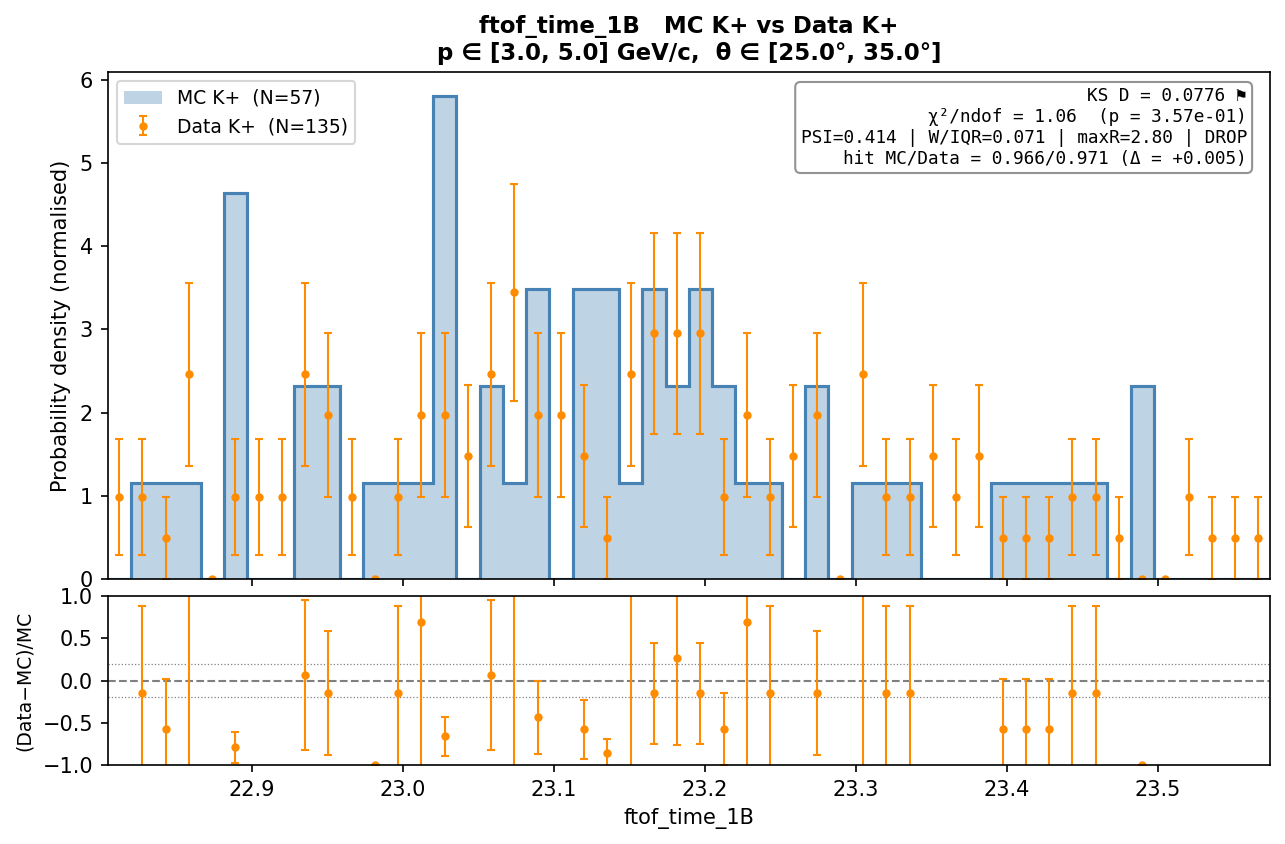 ftof_time_1B   MC K+ vs Data K+
p ∈ [3.0, 5.0] GeV/c,  θ ∈ [25.0°, 35.0°]
MC K+  (N=57)
Data K+  (N=135)
KS D = 0.0776 ⚑
χ²/ndof = 1.06  (p = 3.57e-01)
PSI=0.414 | W/IQR=0.071 | maxR=2.80 | DROP
hit MC/Data = 0.966/0.971 (Δ = +0.005)
Probability density (normalised)
6
5
4
3
2
1
0
(Data−MC)/MC
1.0
0.5
0.0
−0.5
−1.0
22.9
23.0
23.1
23.2
23.3
23.4
23.5
ftof_time_1B